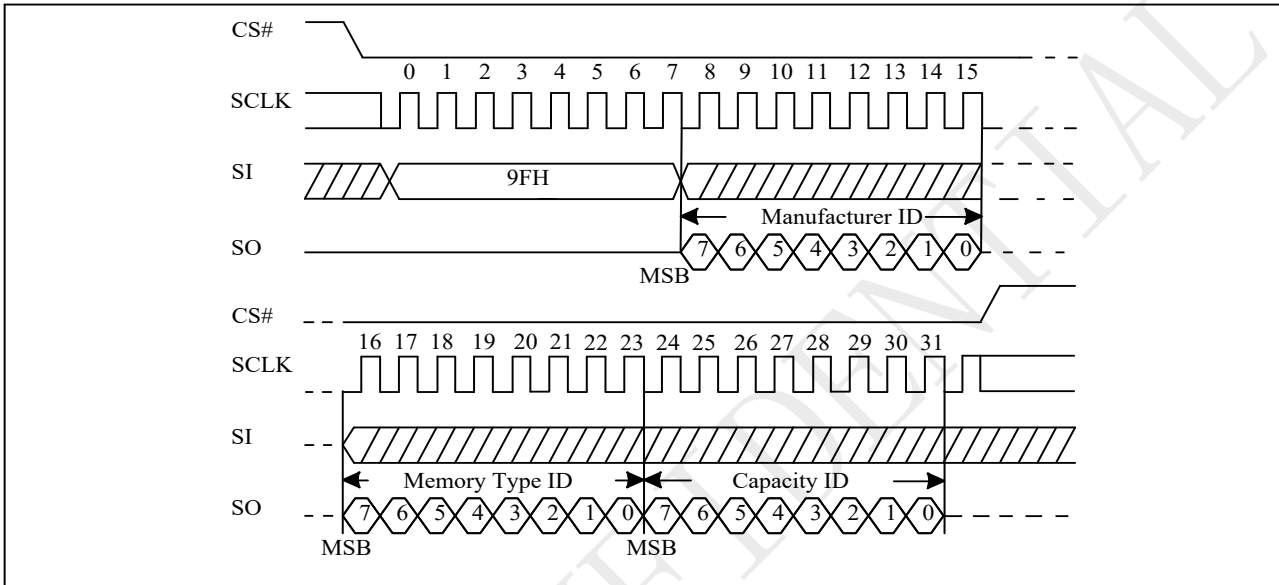 CS#
0 1 2 3 4 5 6 7 8 9 10 11 12 13 14 15
SCLK
SI
9FH
Manufacturer ID
SO
7 6 5 4 3 2 1 0
MSB
CS#
16 17 18 19 20 21 22 23 24 25 26 27 28 29 30 31
SCLK
SI
Memory Type ID Capacity ID
SO
7 6 5 4 3 2 1 0 7 6 5 4 3 2 1 0
MSB MSB